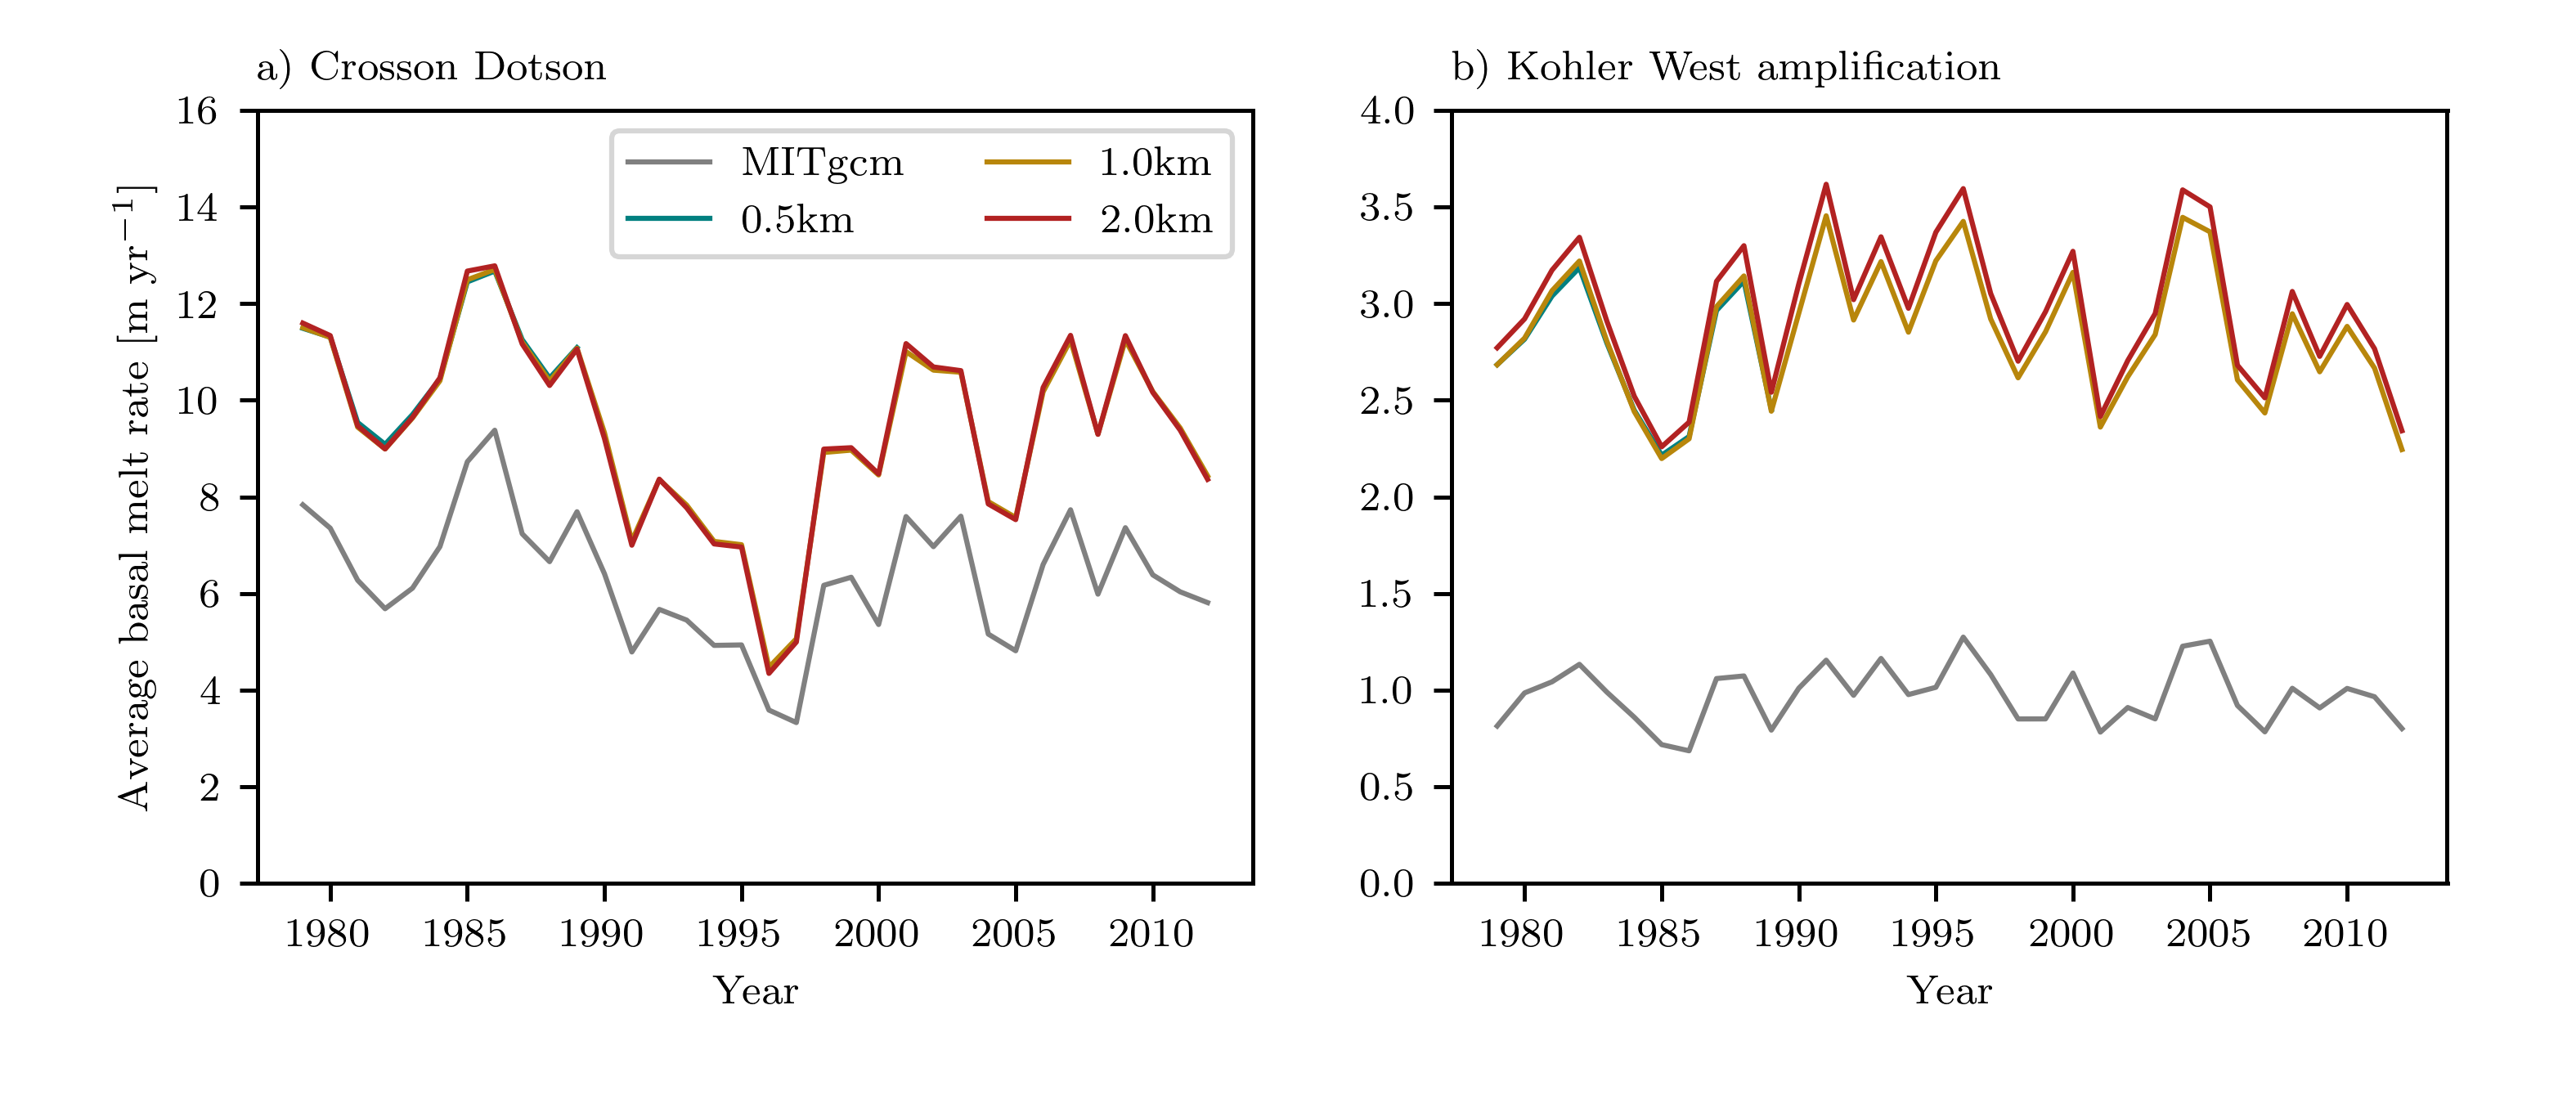 a) Crosson Dotson
Average basal melt rate [m yr⁻¹]
16
14
12
10
8
6
4
2
0
MITgcm
0.5km
1.0km
2.0km
1980 1985 1990 1995 2000 2005 2010
Year
b) Kohler West amplification
4.0
3.5
3.0
2.5
2.0
1.5
1.0
0.5
0.0
1980 1985 1990 1995 2000 2005 2010
Year